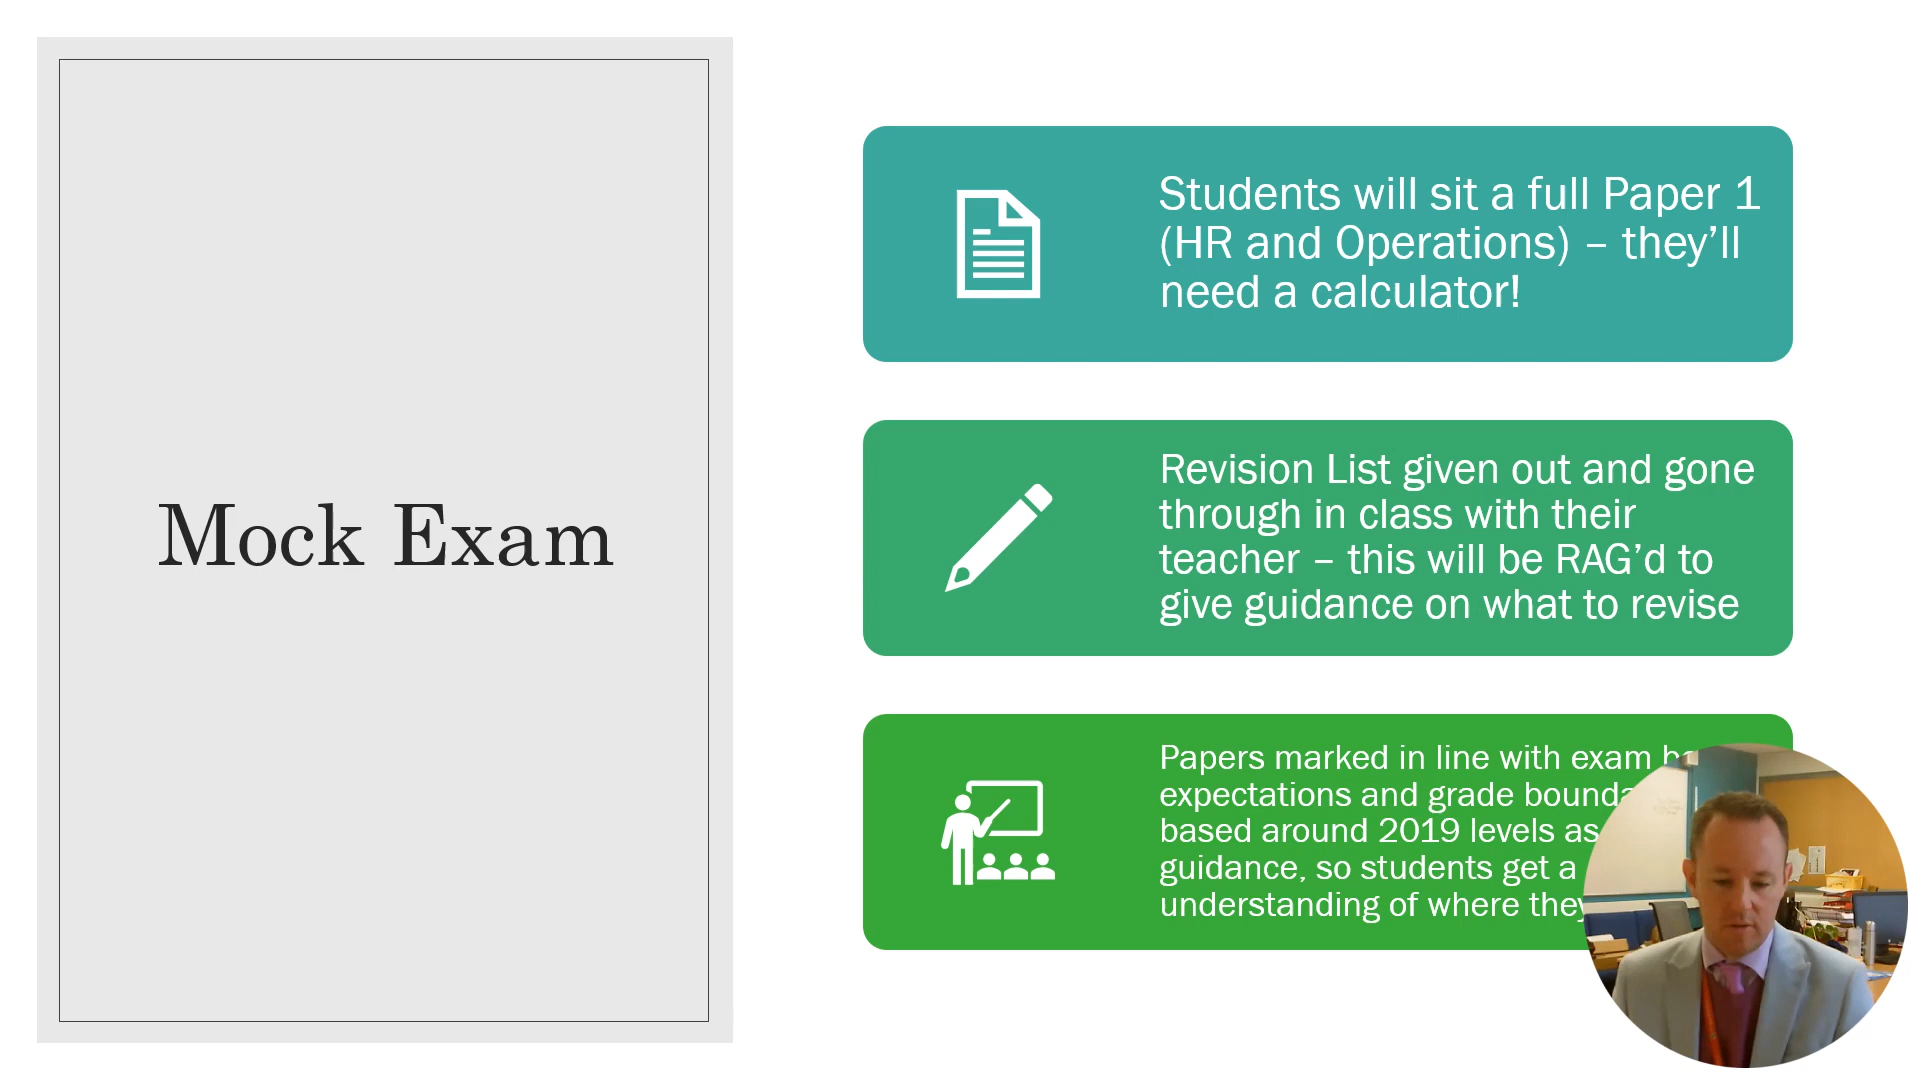 Mock Exam
Students will sit a full Paper 1
(HR and Operations) – they’ll
need a calculator!
Revision List given out and gone
through in class with their
teacher – this will be RAG’d to
give guidance on what to revise
Papers marked in line with exam
expectations and grade
based around 2019 levels as
guidance, so students get a
understanding of where